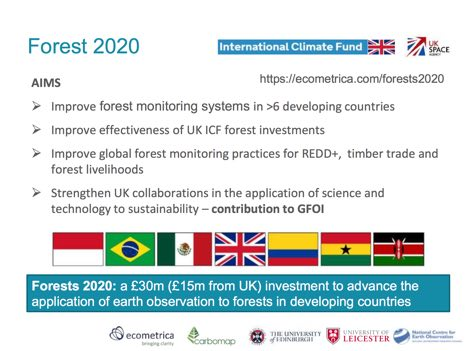 Forest 2020
International Climate Fund
UK
SPACE
AGENCY
AIMS
https://ecometrica.com/forests2020
➢ Improve forest monitoring systems in >6 developing countries
➢ Improve effectiveness of UK ICF forest investments
➢ Improve global forest monitoring practices for REDD+, timber trade and
forest livelihoods
➢ Strengthen UK collaborations in the application of science and
technology to sustainability – contribution to GFOI
Forests 2020: a £30m (£15m from UK) investment to advance the
application of earth observation to forests in developing countries
ecometrica
bringing clarity
carbomap
THE UNIVERSITY
of EDINBURGH
UNIVERSITY OF
LEICESTER
National Centre for
Earth Observation